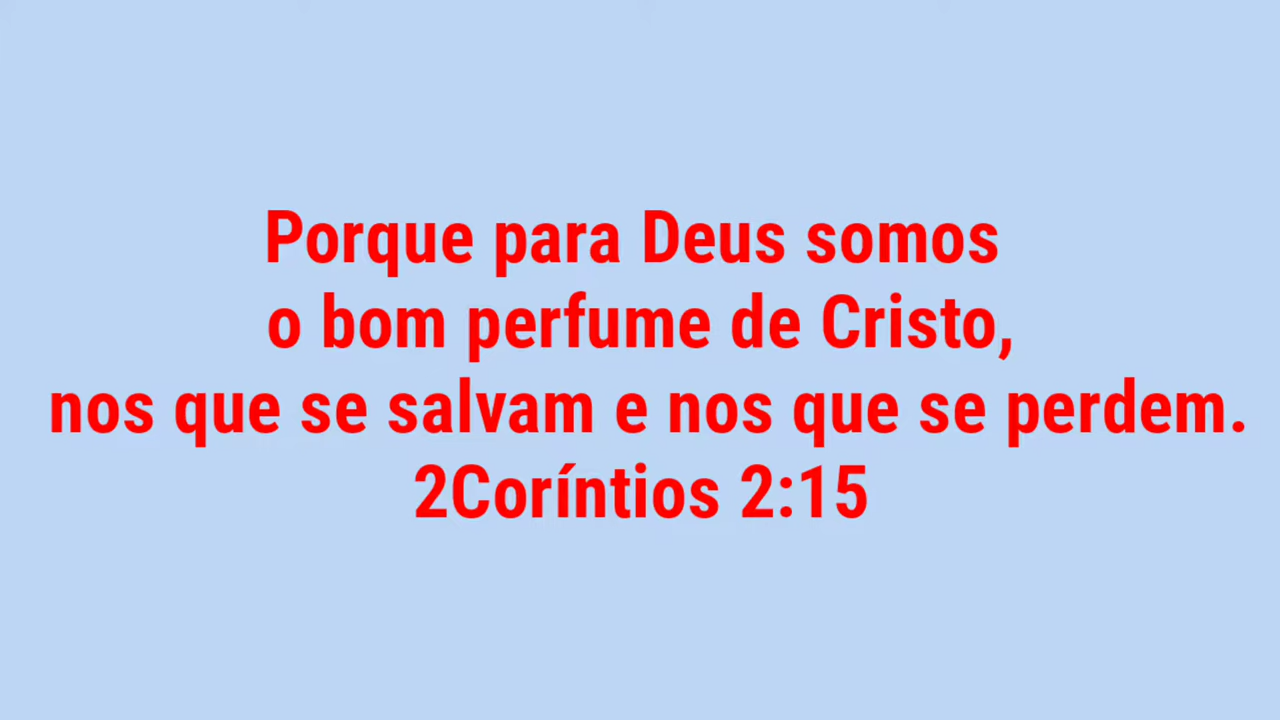 Porque para Deus somos
o bom perfume de Cristo,
nos que se salvam e nos que se perdem.
2Coríntios 2:15